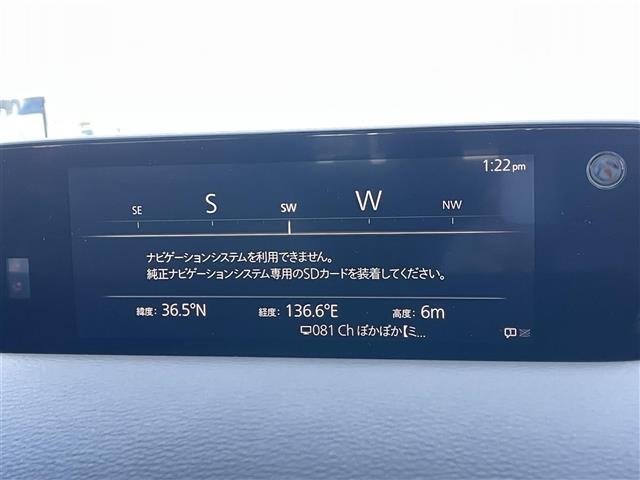 1:22pm
SE S SW W NW
ナビゲーションシステムを利用できません。
純正ナビゲーションシステム専用のSDカードを装着してください。
緯度: 36.5°N 経度: 136.6°E 高度: 6m
081 Ch ぽかぽか【ミ...